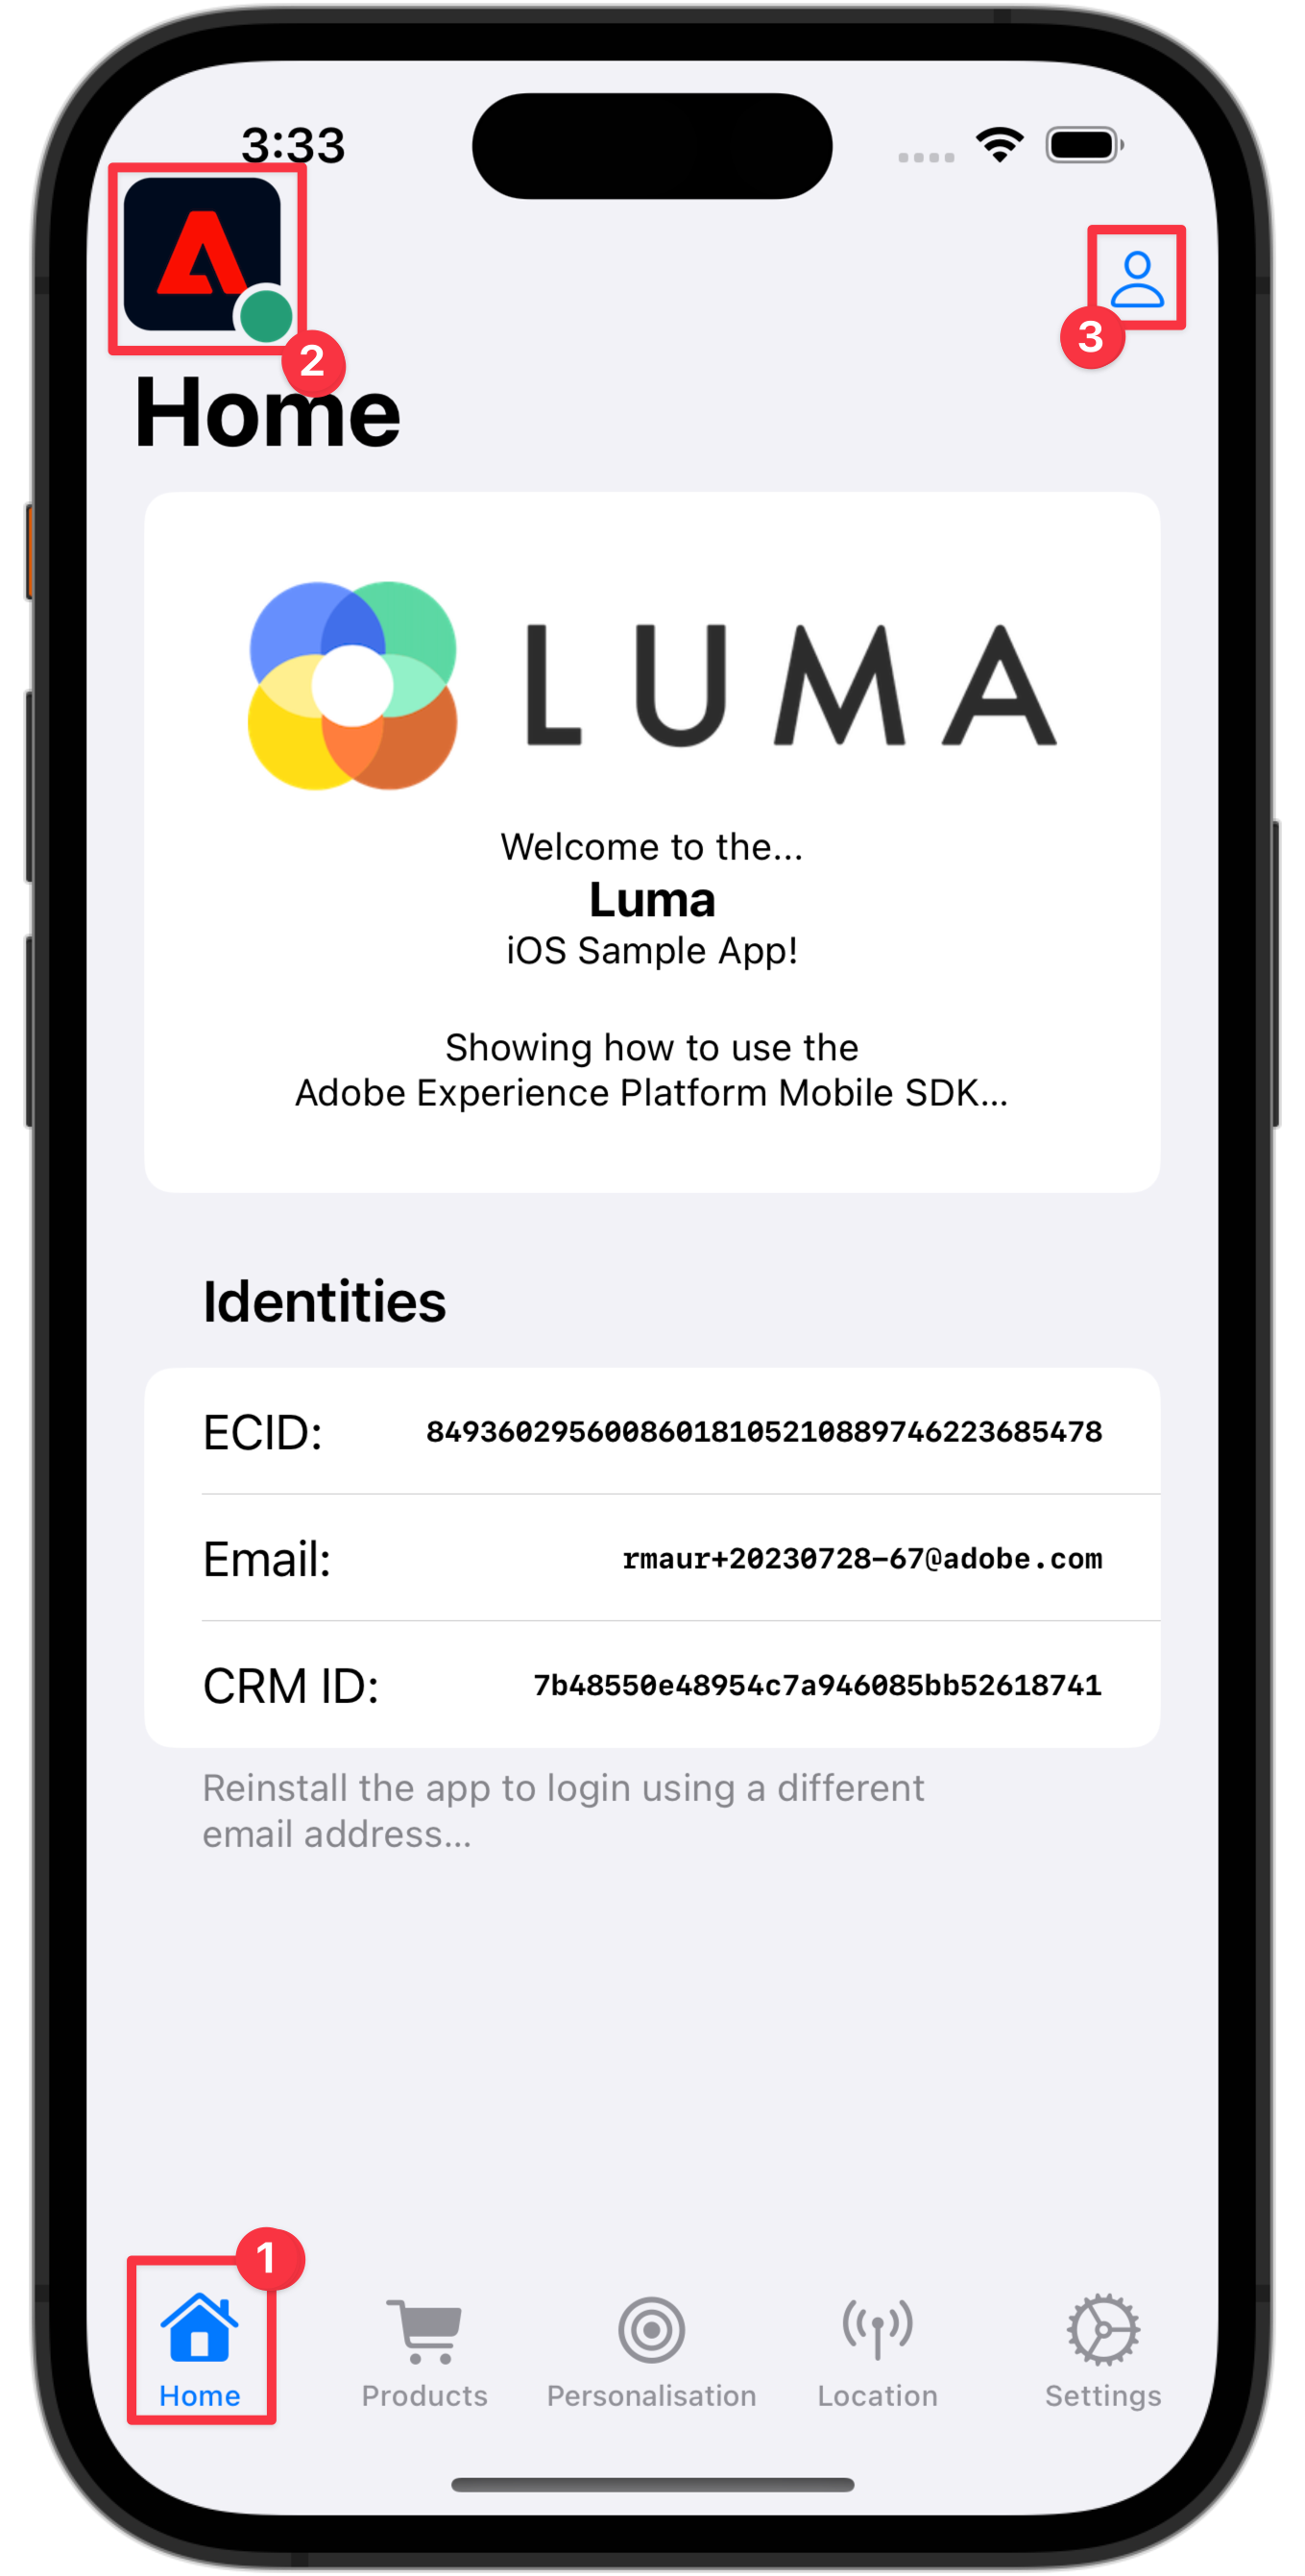 3:33
2
3
Home
LUMA
Welcome to the...
Luma
iOS Sample App!
Showing how to use the
Adobe Experience Platform Mobile SDK...
Identities
ECID: 84936029560086018105210889746223685478
Email: rmaur+20230728-67@adobe.com
CRM ID: 7b48550e48954c7a946085bb52618741
Reinstall the app to login using a different
email address...
1
Home Products Personalisation Location Settings